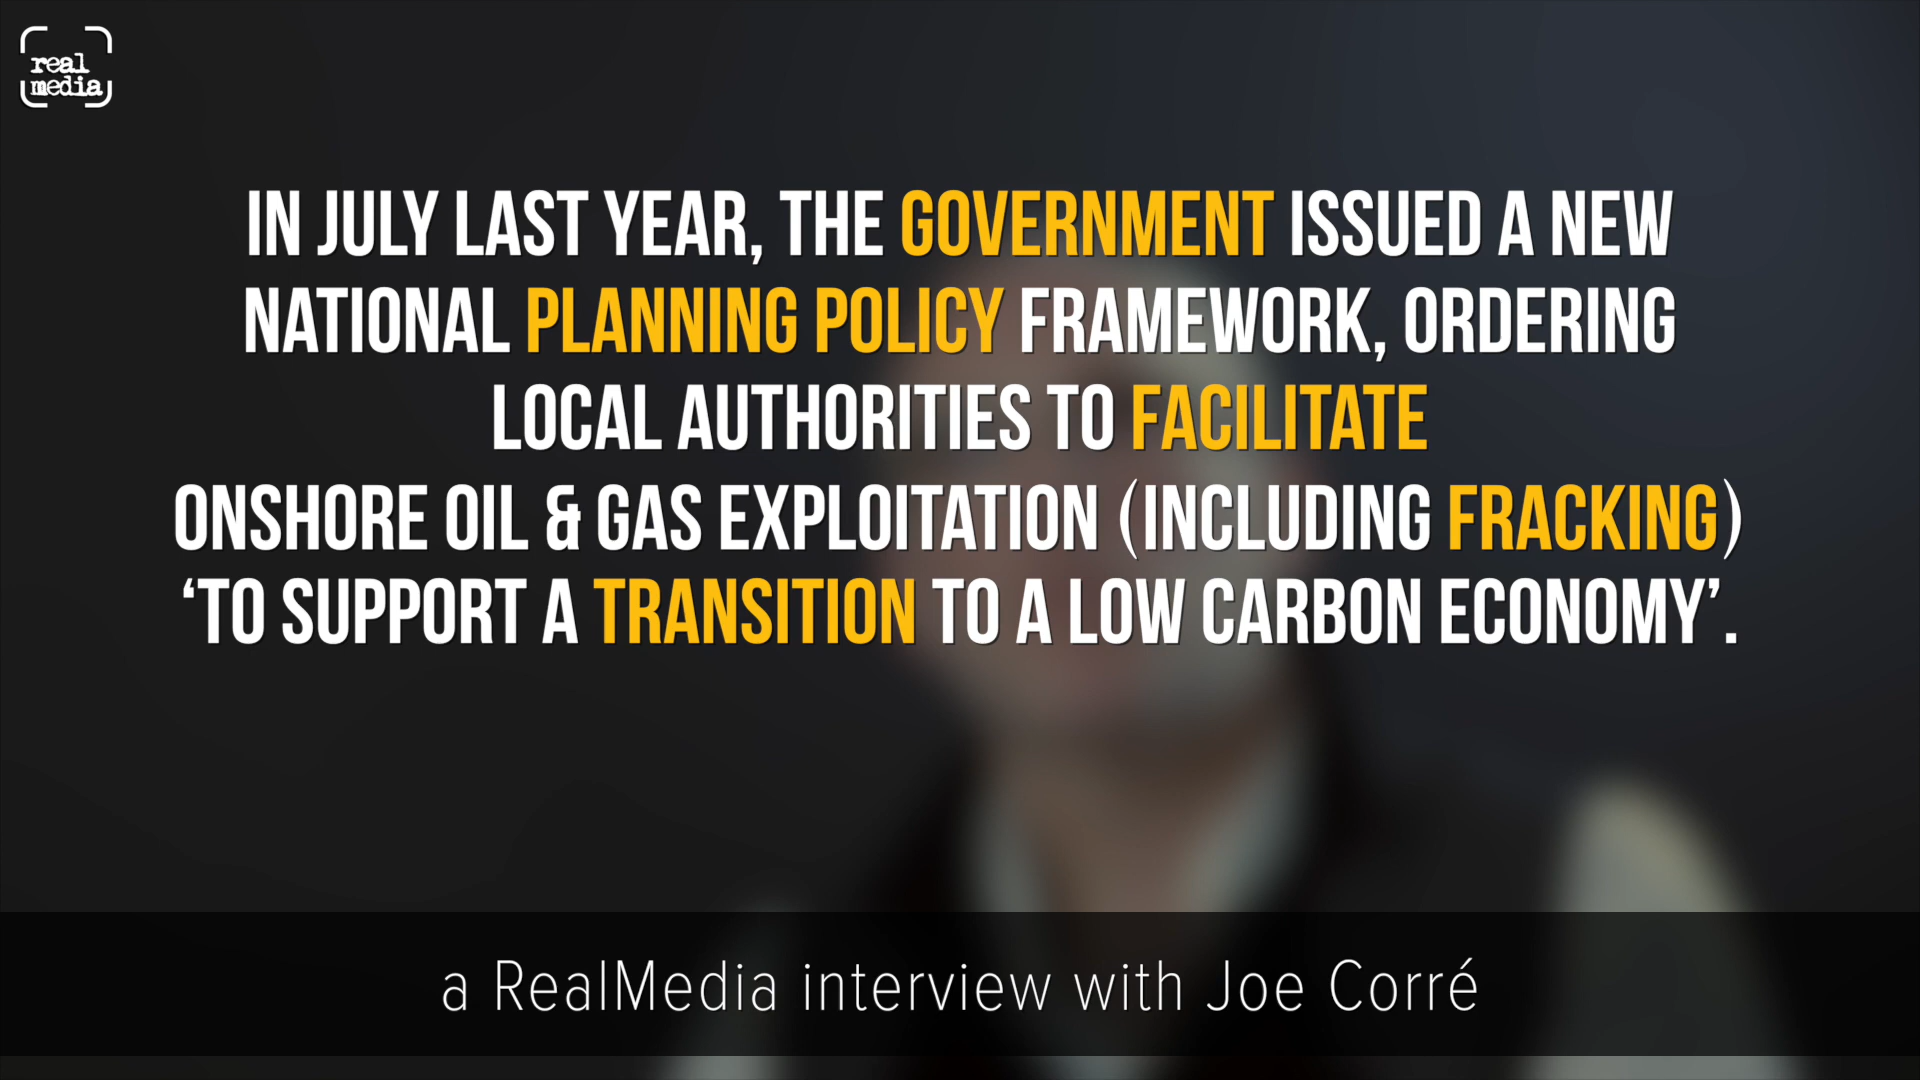 real
media
IN JULY LAST YEAR, THE GOVERNMENT ISSUED A NEW
NATIONAL PLANNING POLICY FRAMEWORK, ORDERING
LOCAL AUTHORITIES TO FACILITATE
ONSHORE OIL & GAS EXPLOITATION (INCLUDING FRACKING)
‘TO SUPPORT A TRANSITION TO A LOW CARBON ECONOMY’.
a RealMedia interview with Joe Corré